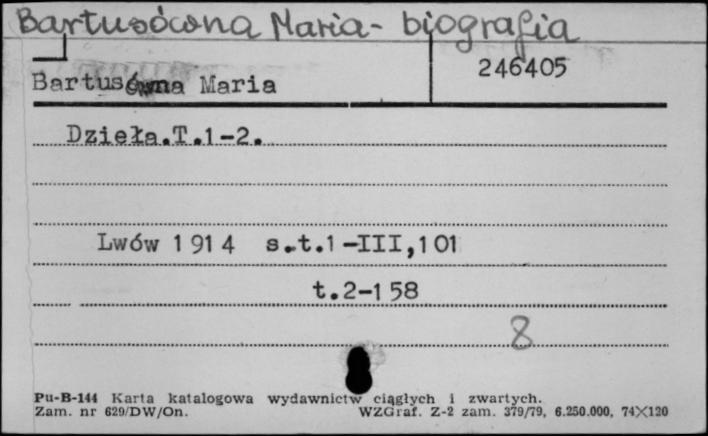 Bartusówna Maria - biografia
246405
Bartusówna Maria
Dzieła.T.1-2.
Lwów 1914 s.t.1-III,101
t.2-158
8
Pu-B-144 Karta katalogowa wydawnictw ciągłych i zwartych.
Zam. nr 629/DW/On. WZGraf. Z-2 zam. 379/79, 6.250.000, 74X120